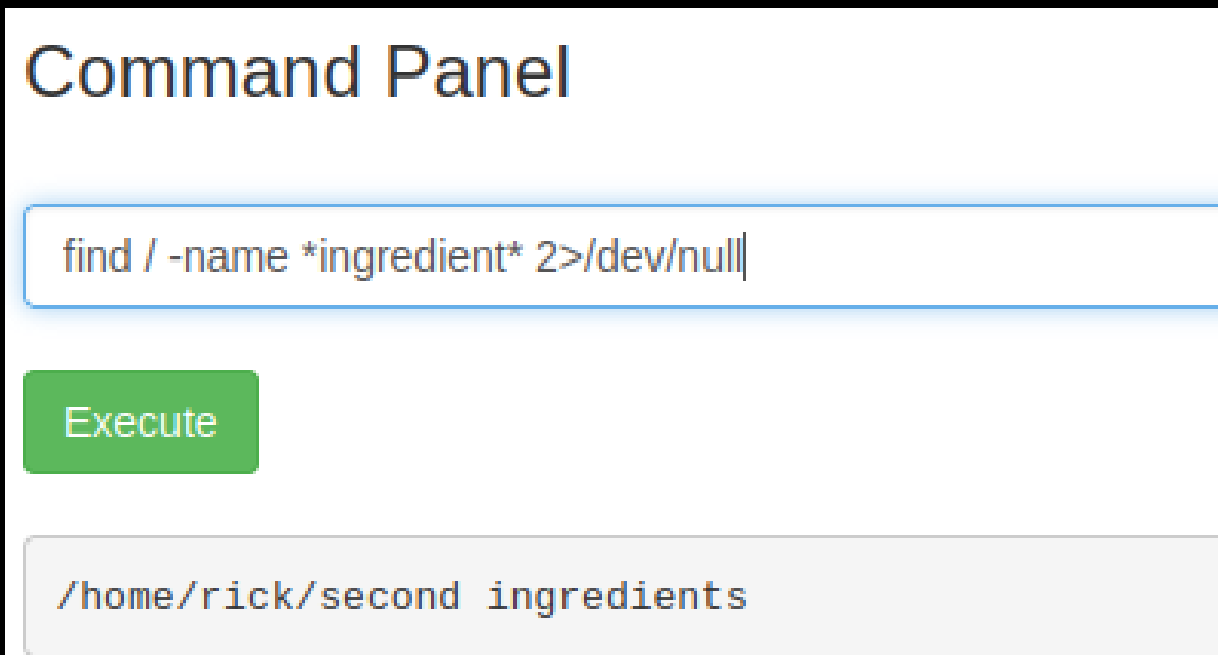 Command Panel
find / -name *ingredient* 2>/dev/null
Execute
/home/rick/second ingredients